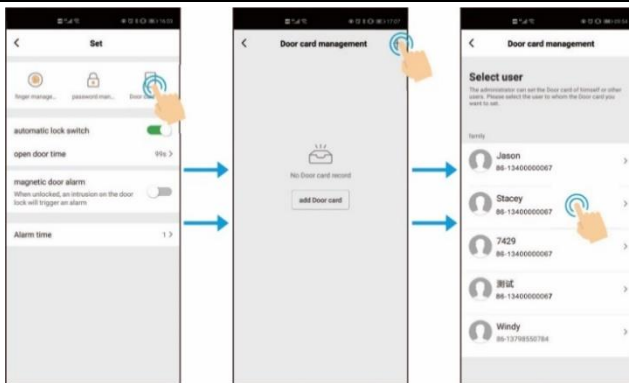 16:03
Set
finger manage...
password man...
automatic lock switch
open door time
99s >
magnetic door alarm
When unlocked, an intrusion on the door
lock will trigger an alarm
Alarm time
1 >
17:07
Door card management
No Door card record
add Door card
Door card management
Select user
The administrator can set the Door card of himself or other
users. Please select the user to whom the Door card you
want to set.
family
Jason
86-13400000067
Stacey
86-13400000067
7429
86-13400000067
测试
86-13400000067
Windy
86-13798550784